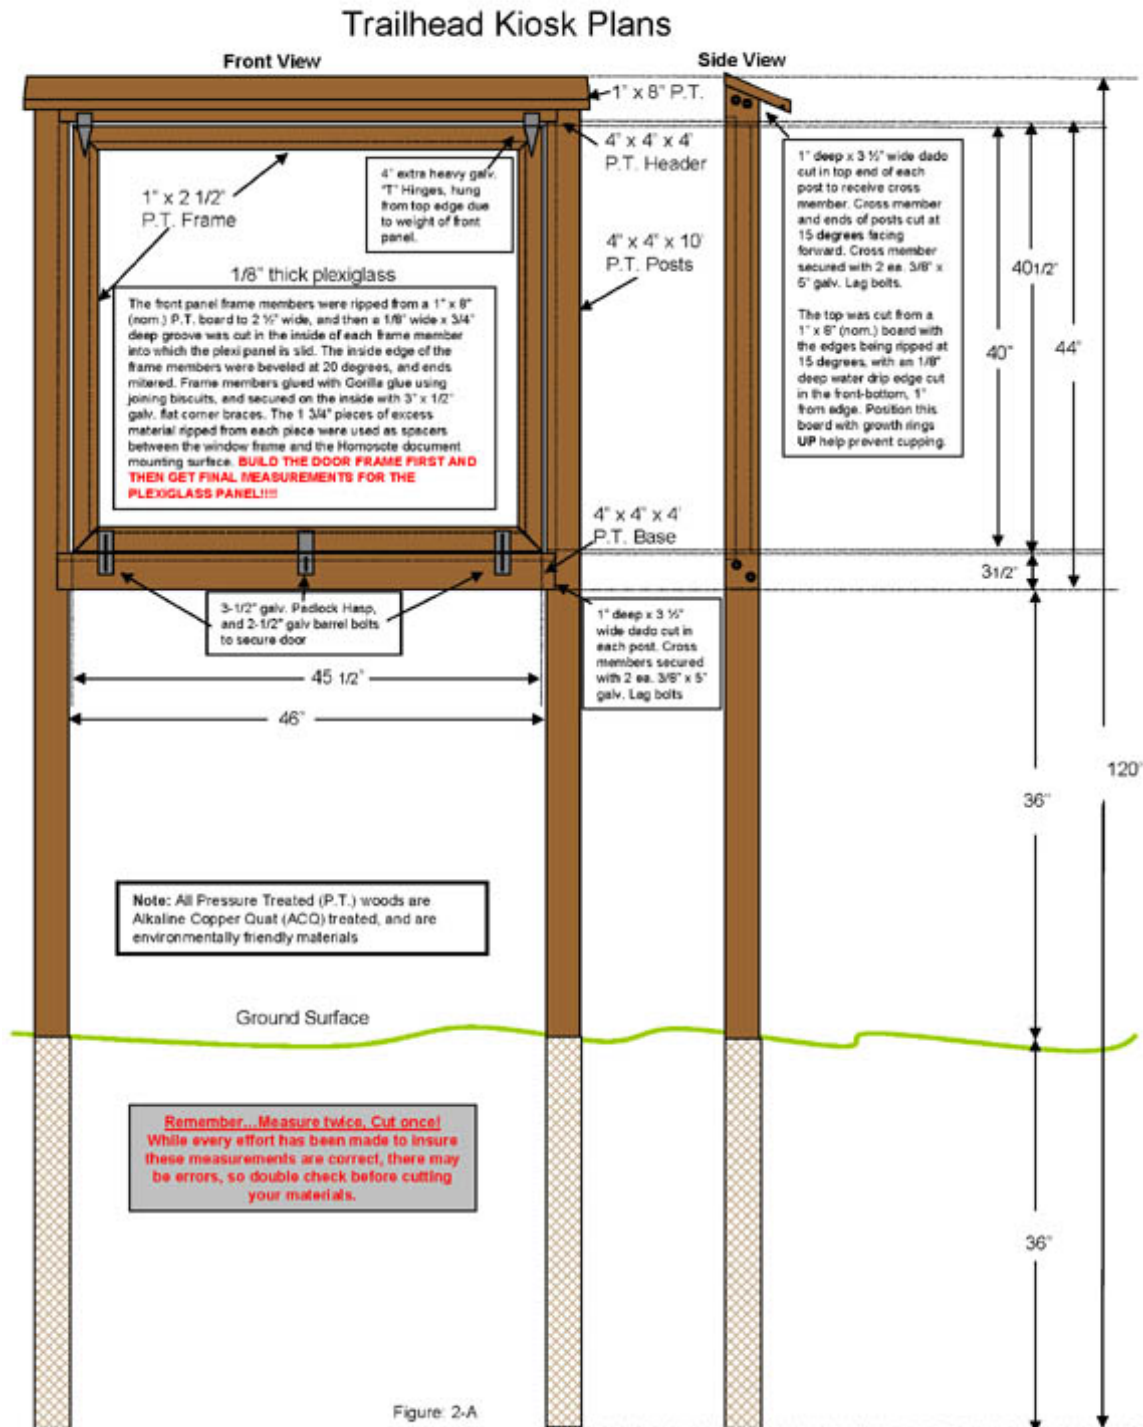 Trailhead Kiosk Plans
Front View
Side View
1" x 8" P.T.
4" x 4" x 4'
P.T. Header
4" extra heavy galv.
"T" Hinges, hung
from top edge due
to weight of front
panel.
1" x 2 1/2"
P.T. Frame
4" x 4" x 10'
P.T. Posts
1/8" thick plexiglass
The front panel frame members were ripped from a 1" x 8"
(nom.) P.T. board to 2 ½" wide, and then a 1/8" wide x 3/4"
deep groove was cut in the inside of each frame member
into which the plexi panel is slid. The inside edge of the
frame members were beveled at 20 degrees, and ends
mitered. Frame members glued with Gorilla glue using
joining biscuits, and secured on the inside with 3" x 1/2"
galv. flat corner braces. The 1 3/4" pieces of excess
material ripped from each piece were used as spacers
between the window frame and the Homosote document
mounting surface. BUILD THE DOOR FRAME FIRST AND
THEN GET FINAL MEASUREMENTS FOR THE
PLEXIGLASS PANEL!!!!
1" deep x 3 ½" wide dado
cut in top end of each
post to receive cross
member. Cross member
and ends of posts cut at
15 degrees facing
forward. Cross member
secured with 2 ea. 3/8" x
5" galv. Lag bolts.
The top was cut from a
1" x 8" (nom.) board with
the edges being ripped at
15 degrees, with an 1/8"
deep water drip edge cut
in the front-bottom, 1"
from edge. Position this
board with growth rings
UP help prevent cupping.
40 1/2"
40"
44"
4" x 4" x 4'
P.T. Base
3 1/2"
3-1/2" galv. Padlock Hasp,
and 2-1/2" galv barrel bolts
to secure door
1" deep x 3 ½"
wide dado cut in
each post. Cross
members secured
with 2 ea. 3/8" x 5"
galv. Lag bolts
45 1/2"
46"
120"
36"
Note: All Pressure Treated (P.T.) woods are
Alkaline Copper Quat (ACQ) treated, and are
environmentally friendly materials
Ground Surface
Remember...Measure twice, Cut once!
While every effort has been made to insure
these measurements are correct, there may
be errors, so double check before cutting
your materials.
36"
Figure: 2-A